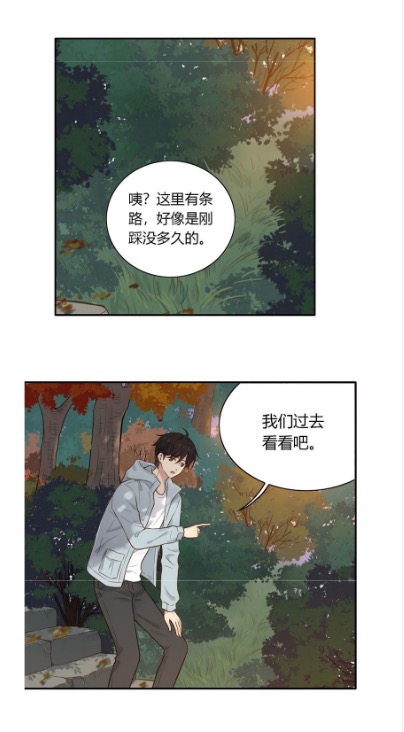 咦？这里有条
路，好像是刚
踩没多久的。
我们过去
看看吧。